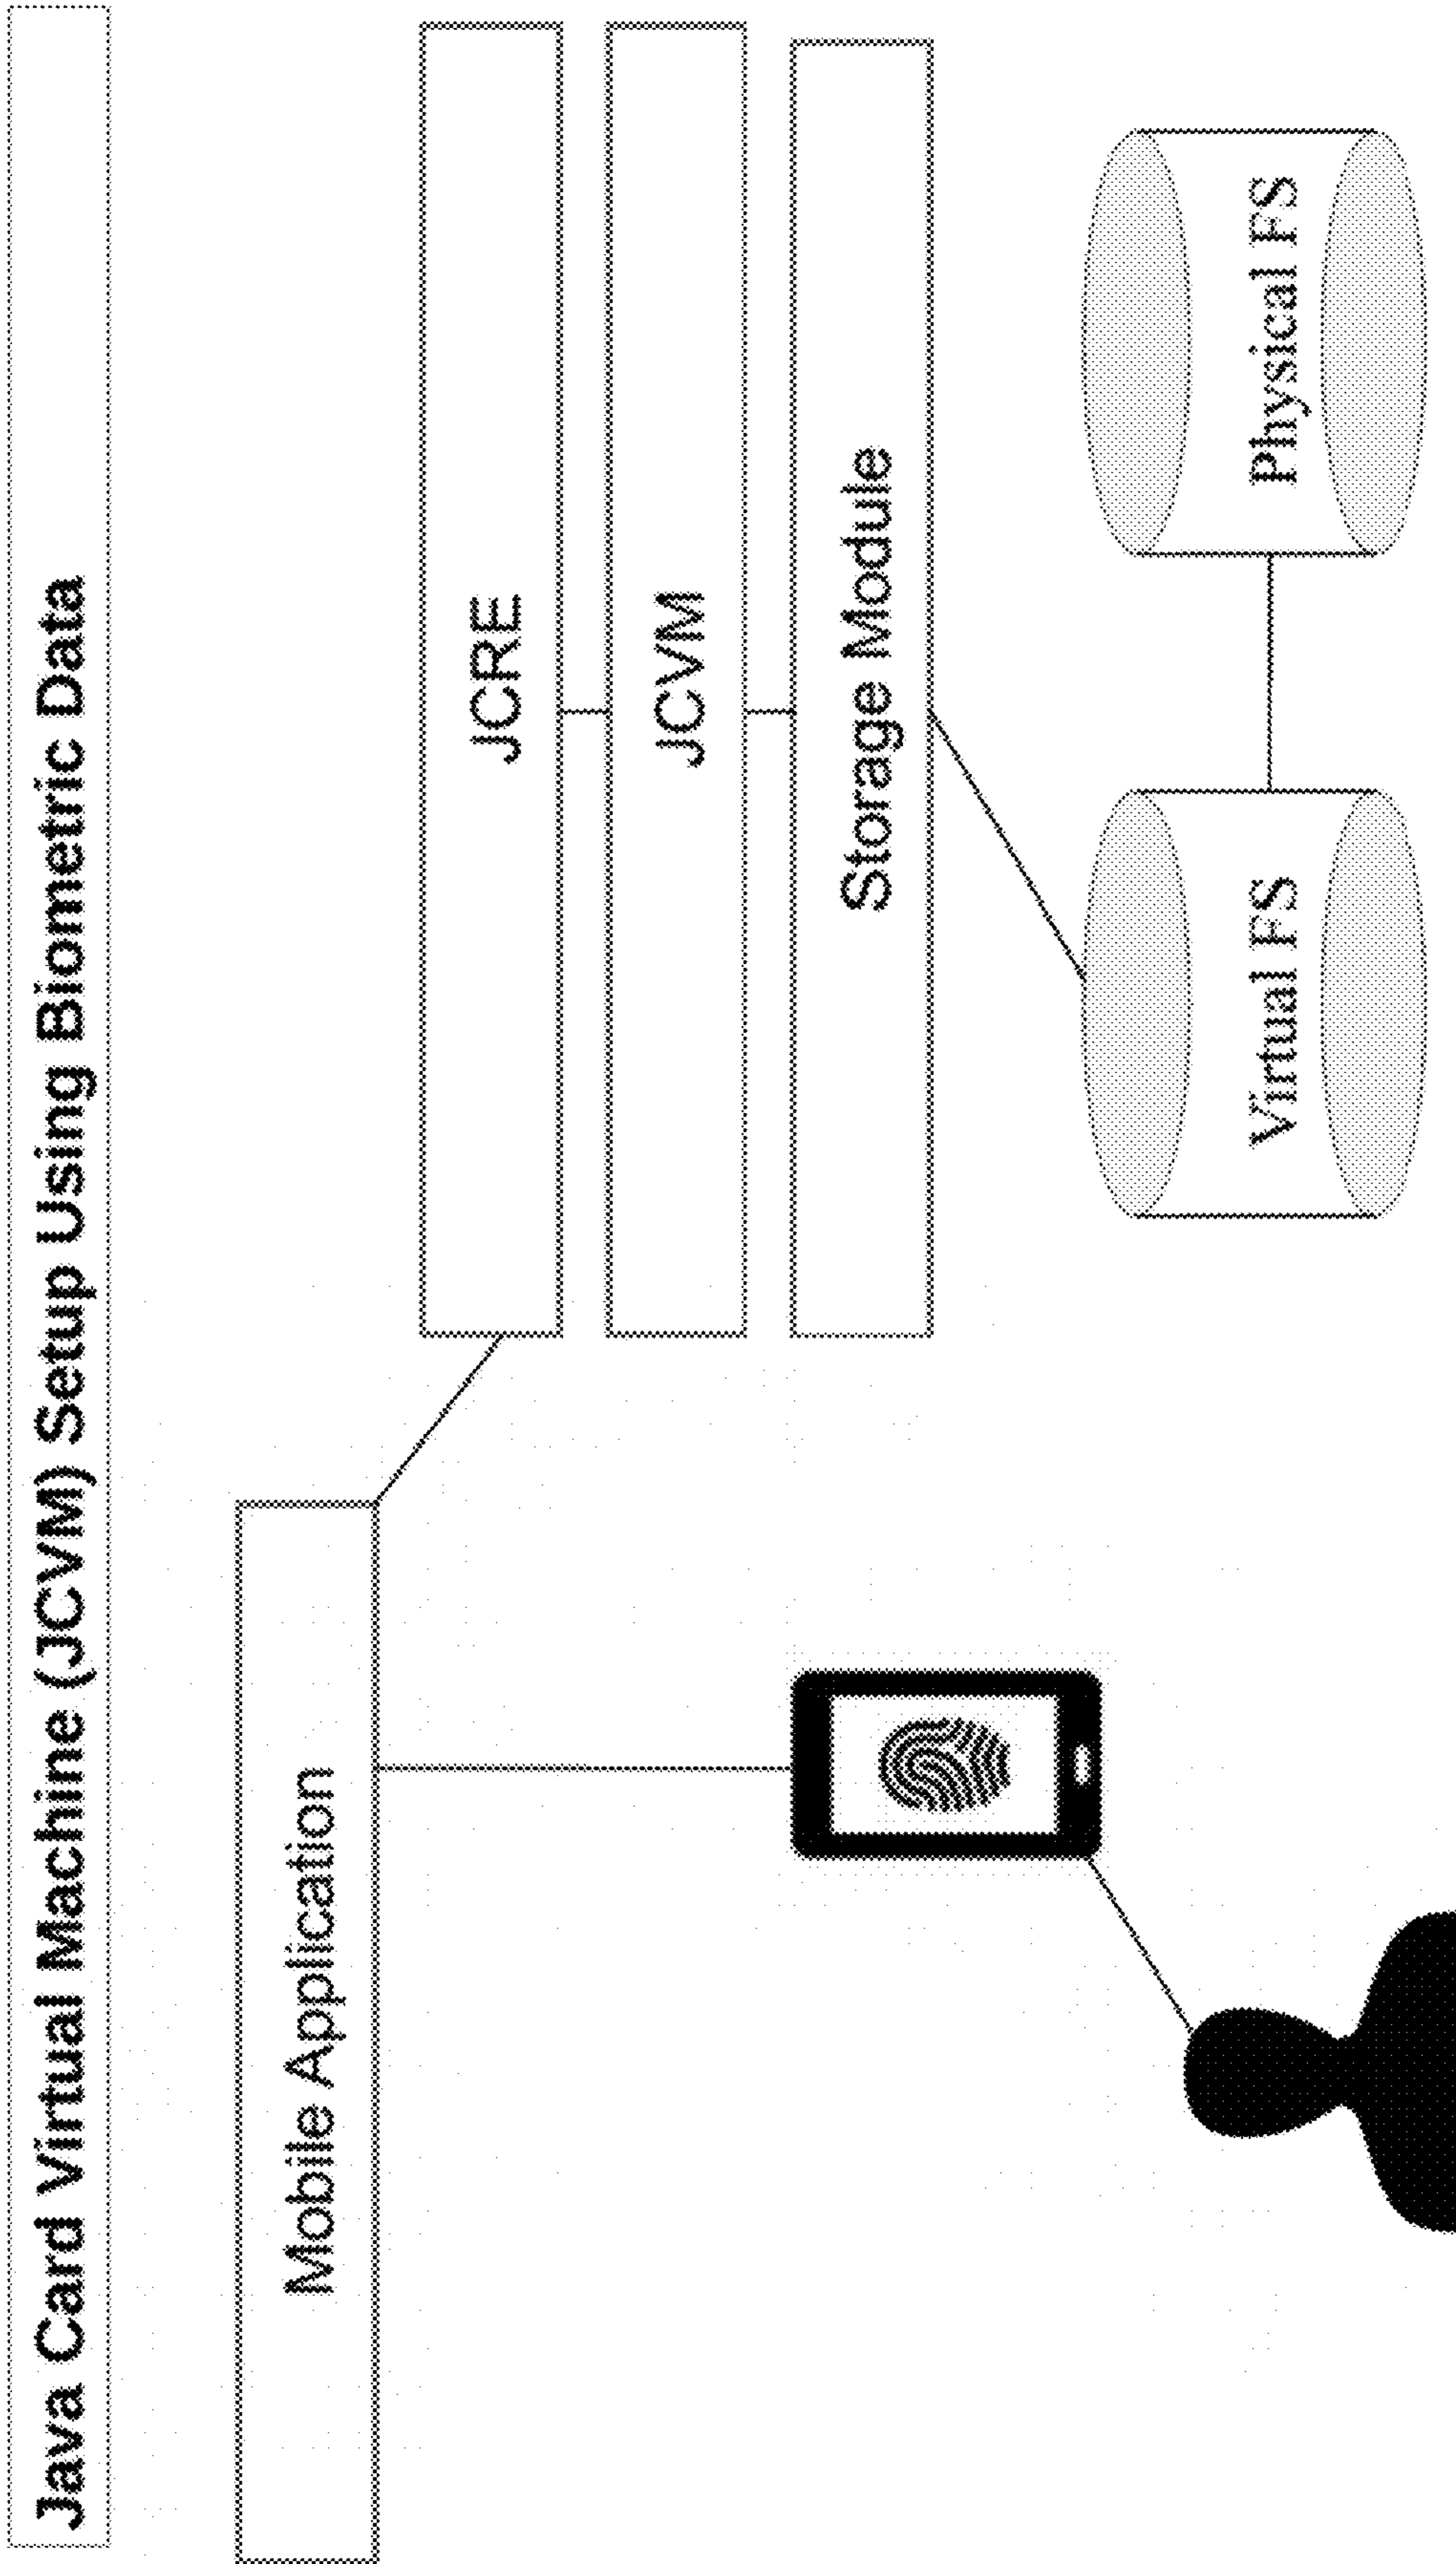 Java Card Virtual Machine (JCVM) Setup Using Biometric Data
Mobile Application
JCRE
JCVM
Storage Module
Virtual FS
Physical FS